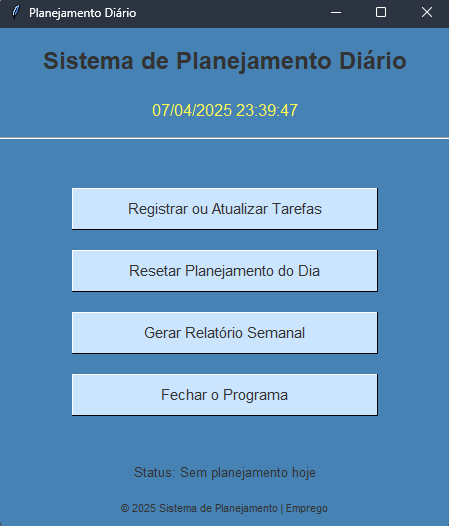 Planejamento Diário
Sistema de Planejamento Diário
07/04/2025 23:39:47
Registrar ou Atualizar Tarefas
Resetar Planejamento do Dia
Gerar Relatório Semanal
Fechar o Programa
Status: Sem planejamento hoje
© 2025 Sistema de Planejamento | Emprego